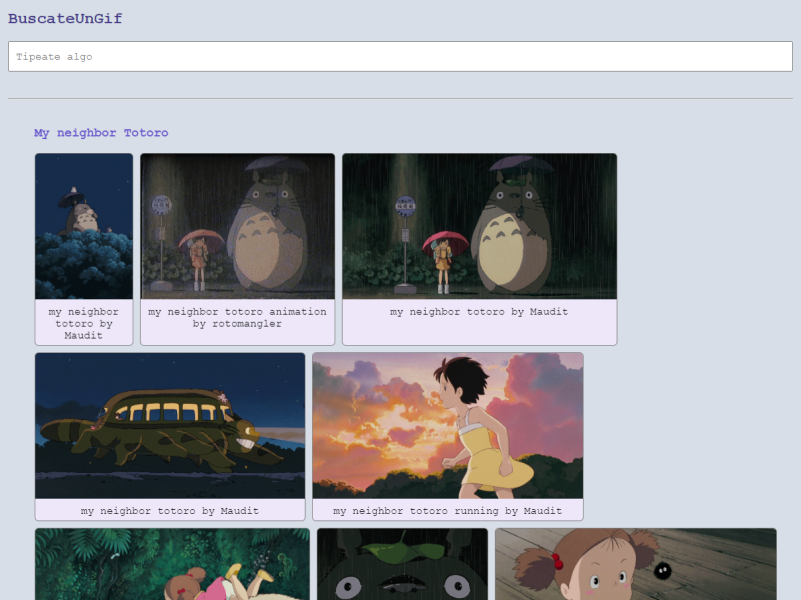 BuscateUnGif
Tipeate algo
My neighbor Totoro
my neighbor
totoro by
Maudit
my neighbor totoro animation
by rotomangler
my neighbor totoro by Maudit
my neighbor totoro by Maudit
my neighbor totoro running by Maudit